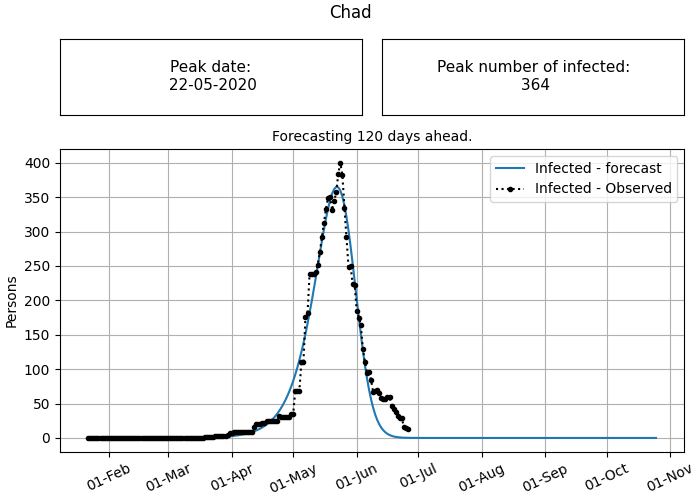 Chad
Peak date:
22-05-2020
Peak number of infected:
364
Forecasting 120 days ahead.
400
350
300
250
200
150
100
50
0
Persons
Infected - forecast
Infected - Observed
01-Feb
01-Mar
01-Apr
01-May
01-Jun
01-Jul
01-Aug
01-Sep
01-Oct
01-Nov